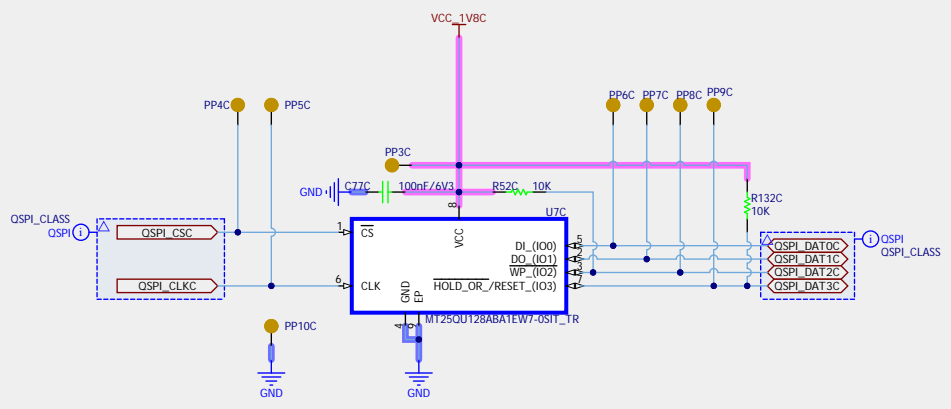 VCC_1V8C
PP4C
PP5C
PP6C
PP7C
PP8C
PP9C
PP3C
GND
C77C
100nF/6V3
R52C
10K
R132C
10K
U7C
8
QSPI_CLASS
QSPI
i
QSPI_CSC
1
CS
VCC
5
DI_(IO0)
QSPI_DAT0C
i
QSPI
QSPI_CLASS
2
DO_(IO1)
QSPI_DAT1C
3
WP_(IO2)
QSPI_DAT2C
QSPI_CLKC
6
CLK
GND
EP
7
HOLD_OR_/RESET_(IO3)
QSPI_DAT3C
4
9
MT25QU128ABA1EW7-0SIT_TR
PP10C
GND
GND